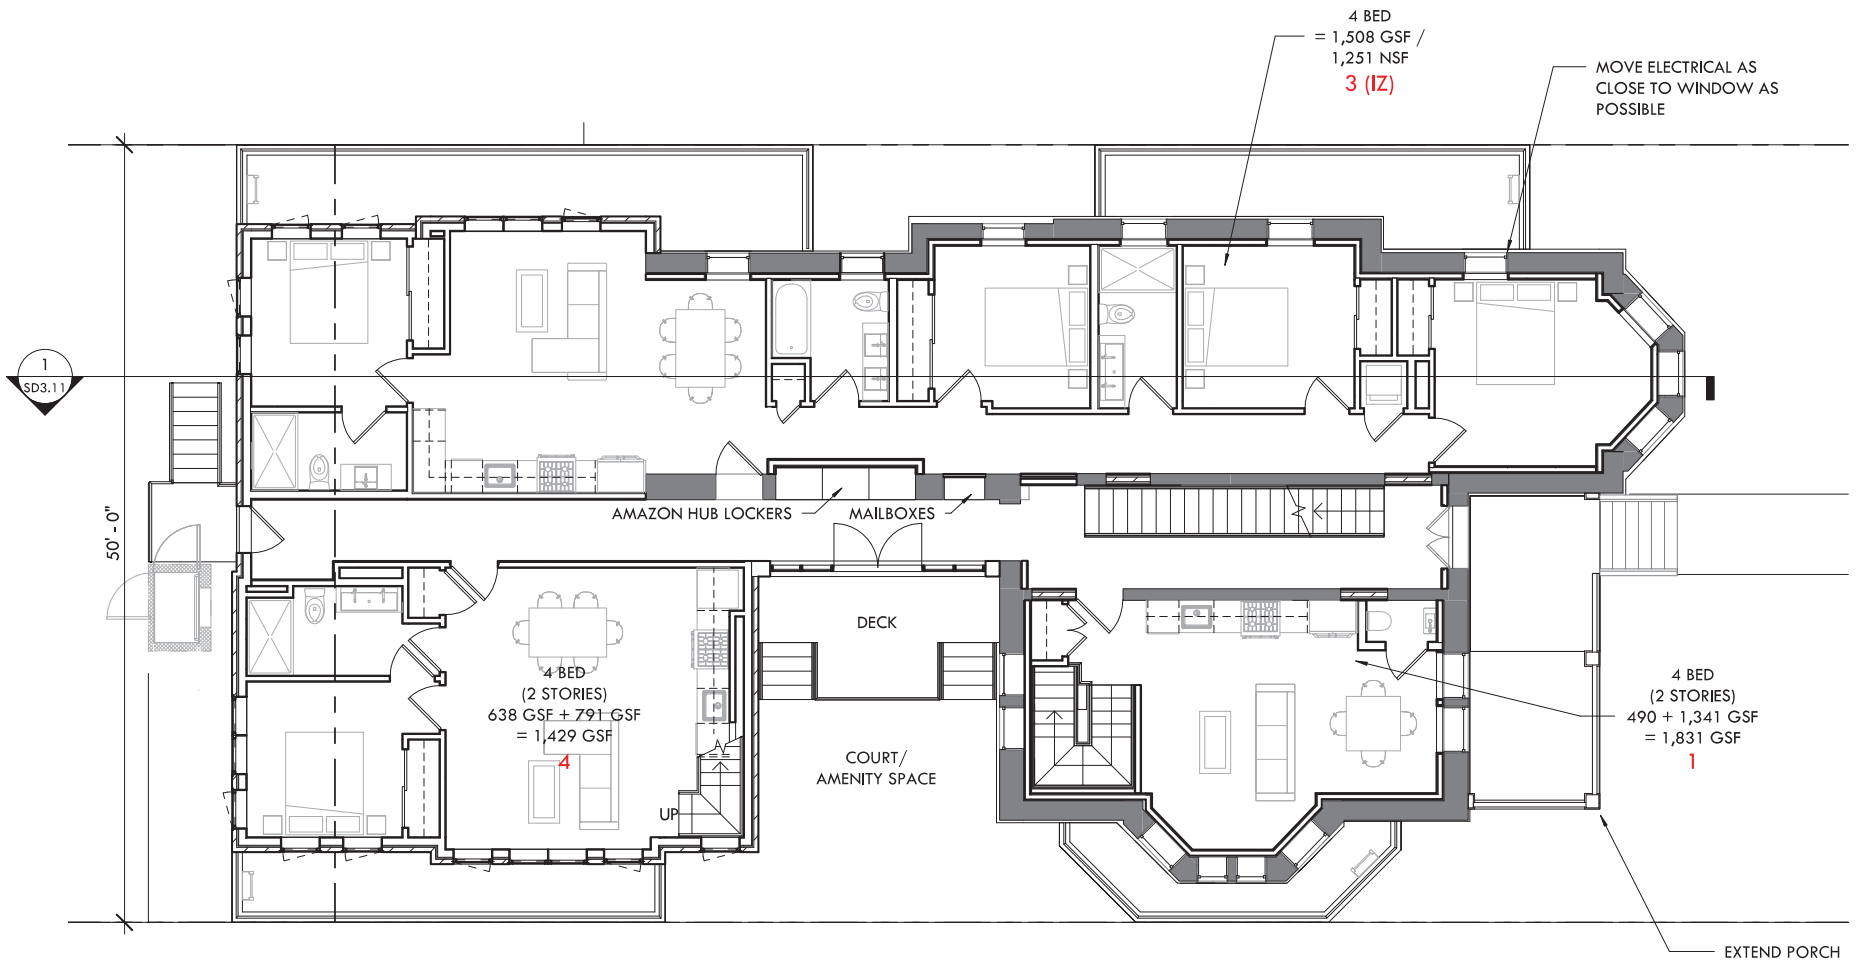 4 BED
= 1,508 GSF /
1,251 NSF
3 (IZ)
MOVE ELECTRICAL AS
CLOSE TO WINDOW AS
POSSIBLE
1
SD3.11
50' - 0"
AMAZON HUB LOCKERS
MAILBOXES
DECK
4 BED
(2 STORIES)
638 GSF + 791 GSF
= 1,429 GSF
4
UP
COURT/
AMENITY SPACE
4 BED
(2 STORIES)
490 + 1,341 GSF
= 1,831 GSF
1
EXTEND PORCH